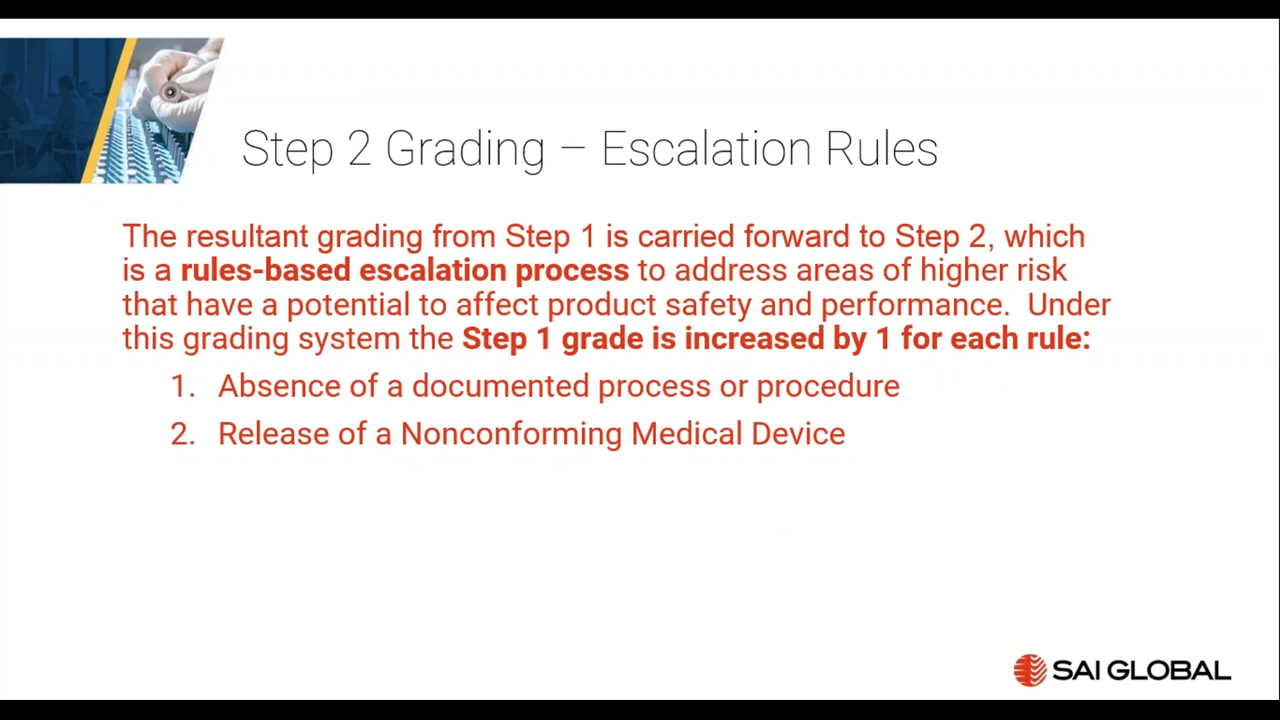 Step 2 Grading – Escalation Rules
The resultant grading from Step 1 is carried forward to Step 2, which
is a rules-based escalation process to address areas of higher risk
that have a potential to affect product safety and performance.  Under
this grading system the Step 1 grade is increased by 1 for each rule:
1. Absence of a documented process or procedure
2. Release of a Nonconforming Medical Device
SAI GLOBAL